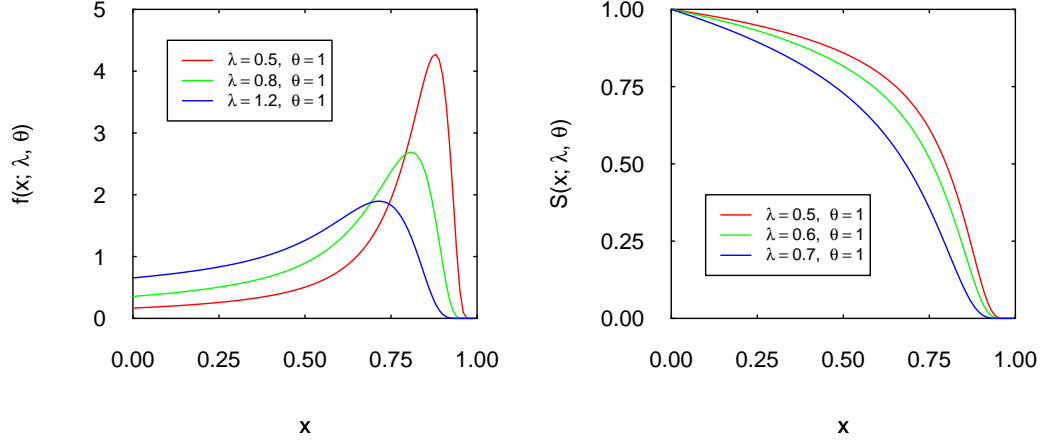 f(x; λ, θ)
5
4
3
2
1
0
λ = 0.5, θ = 1
λ = 0.8, θ = 1
λ = 1.2, θ = 1
0.00 0.25 0.50 0.75 1.00
x
S(x; λ, θ)
1.00
0.75
0.50
0.25
0.00
λ = 0.5, θ = 1
λ = 0.6, θ = 1
λ = 0.7, θ = 1
0.00 0.25 0.50 0.75 1.00
x